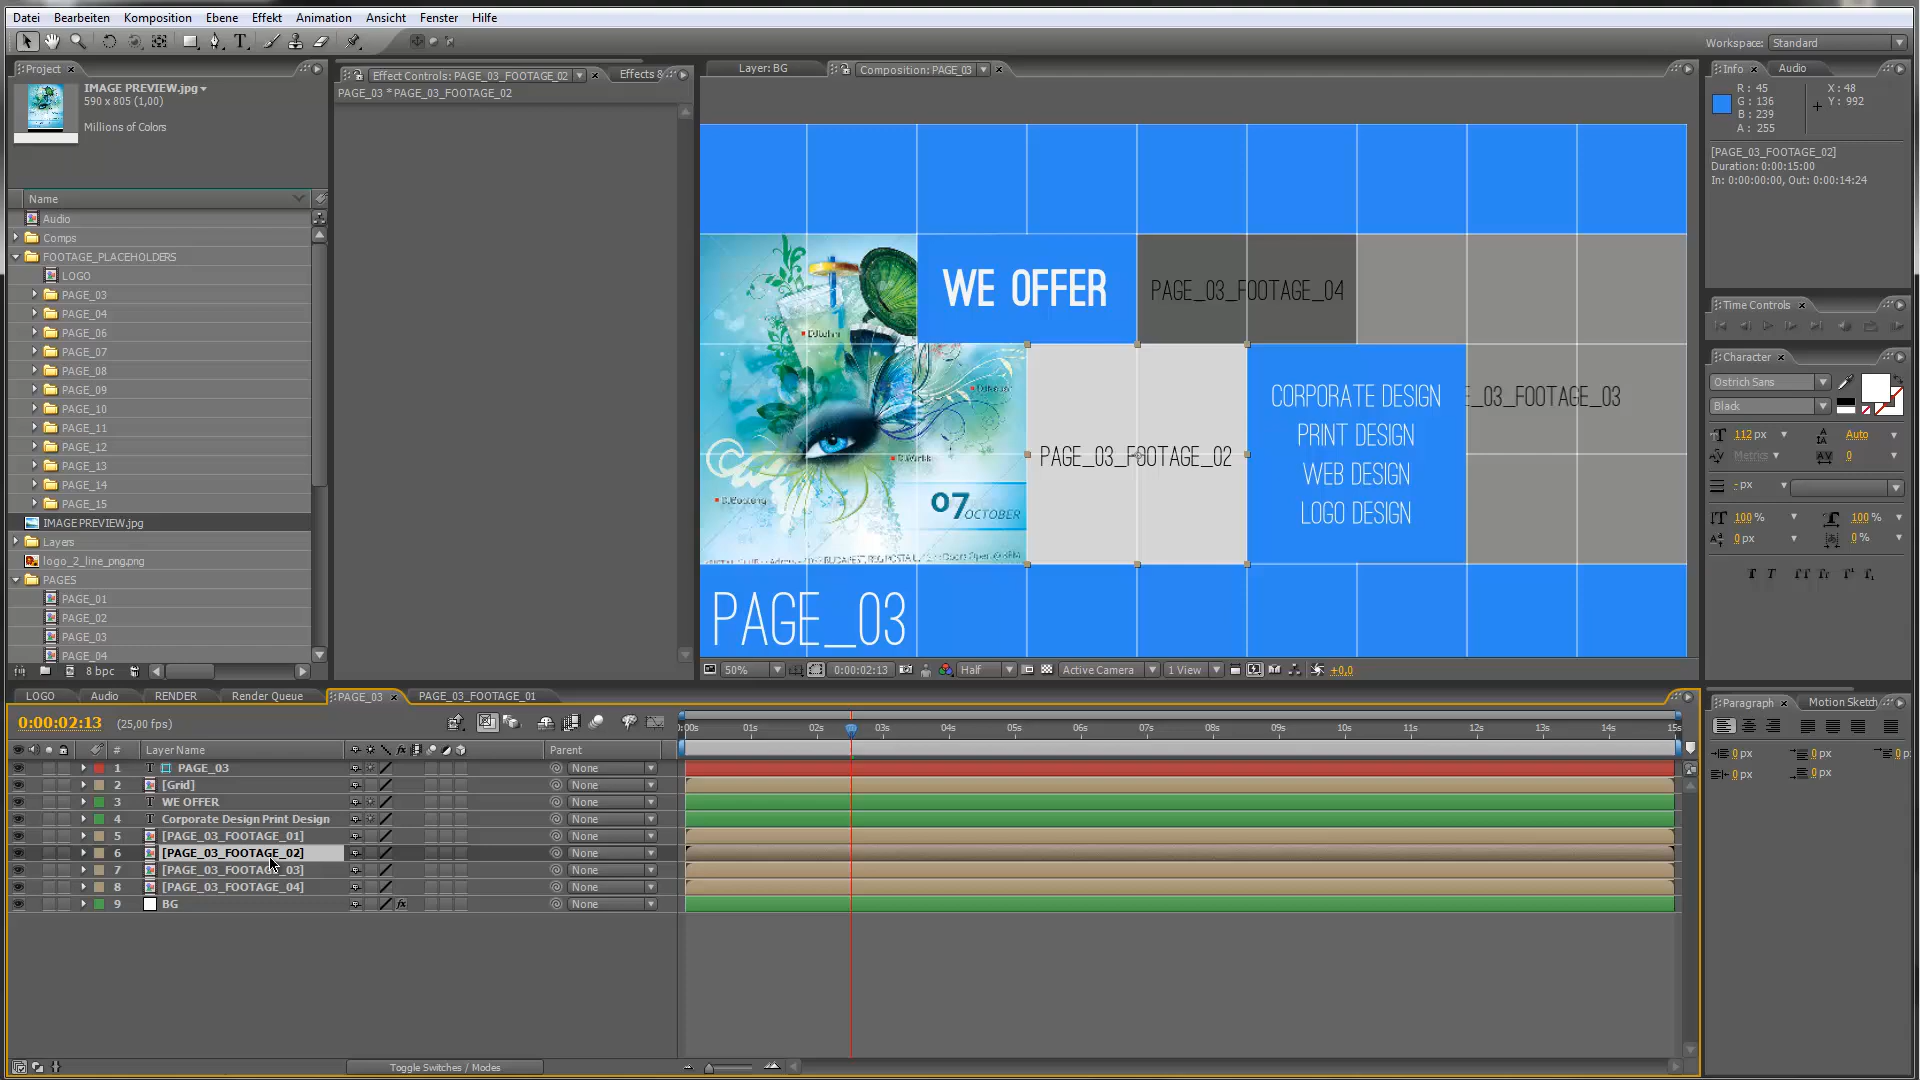 Datei Bearbeiten Komposition Ebene Effekt Animation Ansicht Fenster Hilfe
Workspace: Standard
Project
IMAGE PREVIEW.jpg
590 x 805 (1,00)
Millions of Colors
Name
Audio
Comps
FOOTAGE_PLACEHOLDERS
LOGO
PAGE_03
PAGE_04
PAGE_06
PAGE_07
PAGE_08
PAGE_09
PAGE_10
PAGE_11
PAGE_12
PAGE_13
PAGE_14
PAGE_15
IMAGE PREVIEW.jpg
Layers
logo_2_line_png.png
PAGES
PAGE_01
PAGE_02
PAGE_03
PAGE_04
8 bpc
Effect Controls: PAGE_03_FOOTAGE_02
Effects &
PAGE_03 * PAGE_03_FOOTAGE_02
Layer: BG
Composition: PAGE_03
WE OFFER
PAGE_03_FOOTAGE_04
PAGE_03_FOOTAGE_02
CORPORATE DESIGN
PRINT DESIGN
WEB DESIGN
LOGO DESIGN
E_03_FOOTAGE_03
07 OCTOBER
PAGE_03
50% 0:00:02:13 Half Active Camera 1 View +0,0
Info Audio
R : 45
G : 136
B : 239
A : 255
X : 48
Y : 992
[PAGE_03_FOOTAGE_02]
Duration: 0:00:15:00
In: 0:00:00:00, Out: 0:00:14:24
Time Controls
Character
Ostrich Sans
Black
112 px Auto
Metrics 0
- px
100 % 100 %
0 px 0 %
Paragraph Motion Sketch
0 px 0 px 0 p
0 px 0 px
LOGO Audio RENDER Render Queue PAGE_03 PAGE_03_FOOTAGE_01
0:00:02:13 (25,00 fps)
:00s 01s 02s 03s 04s 05s 06s 07s 08s 09s 10s 11s 12s 13s 14s 15s
# Layer Name Parent
1 PAGE_03 None
2 [Grid] None
3 WE OFFER None
4 Corporate Design Print Design None
5 [PAGE_03_FOOTAGE_01] None
6 [PAGE_03_FOOTAGE_02] None
7 [PAGE_03_FOOTAGE_03] None
8 [PAGE_03_FOOTAGE_04] None
9 BG None
Toggle Switches / Modes